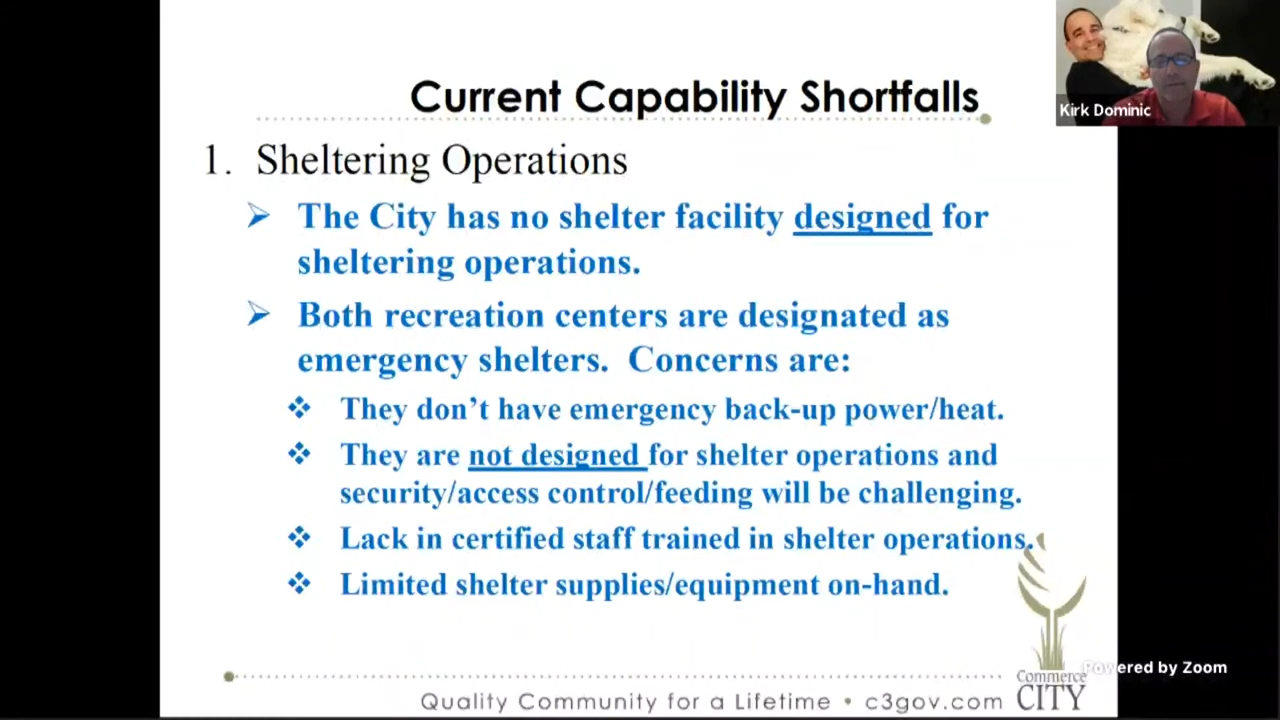 Current Capability Shortfalls
Kirk Dominic
1. Sheltering Operations
The City has no shelter facility designed for
sheltering operations.
Both recreation centers are designated as
emergency shelters. Concerns are:
They don't have emergency back-up power/heat.
They are not designed for shelter operations and
security/access control/feeding will be challenging.
Lack in certified staff trained in shelter operations.
Limited shelter supplies/equipment on-hand.
Powered by Zoom
Commerce
CITY
Quality Community for a Lifetime • c3gov.com